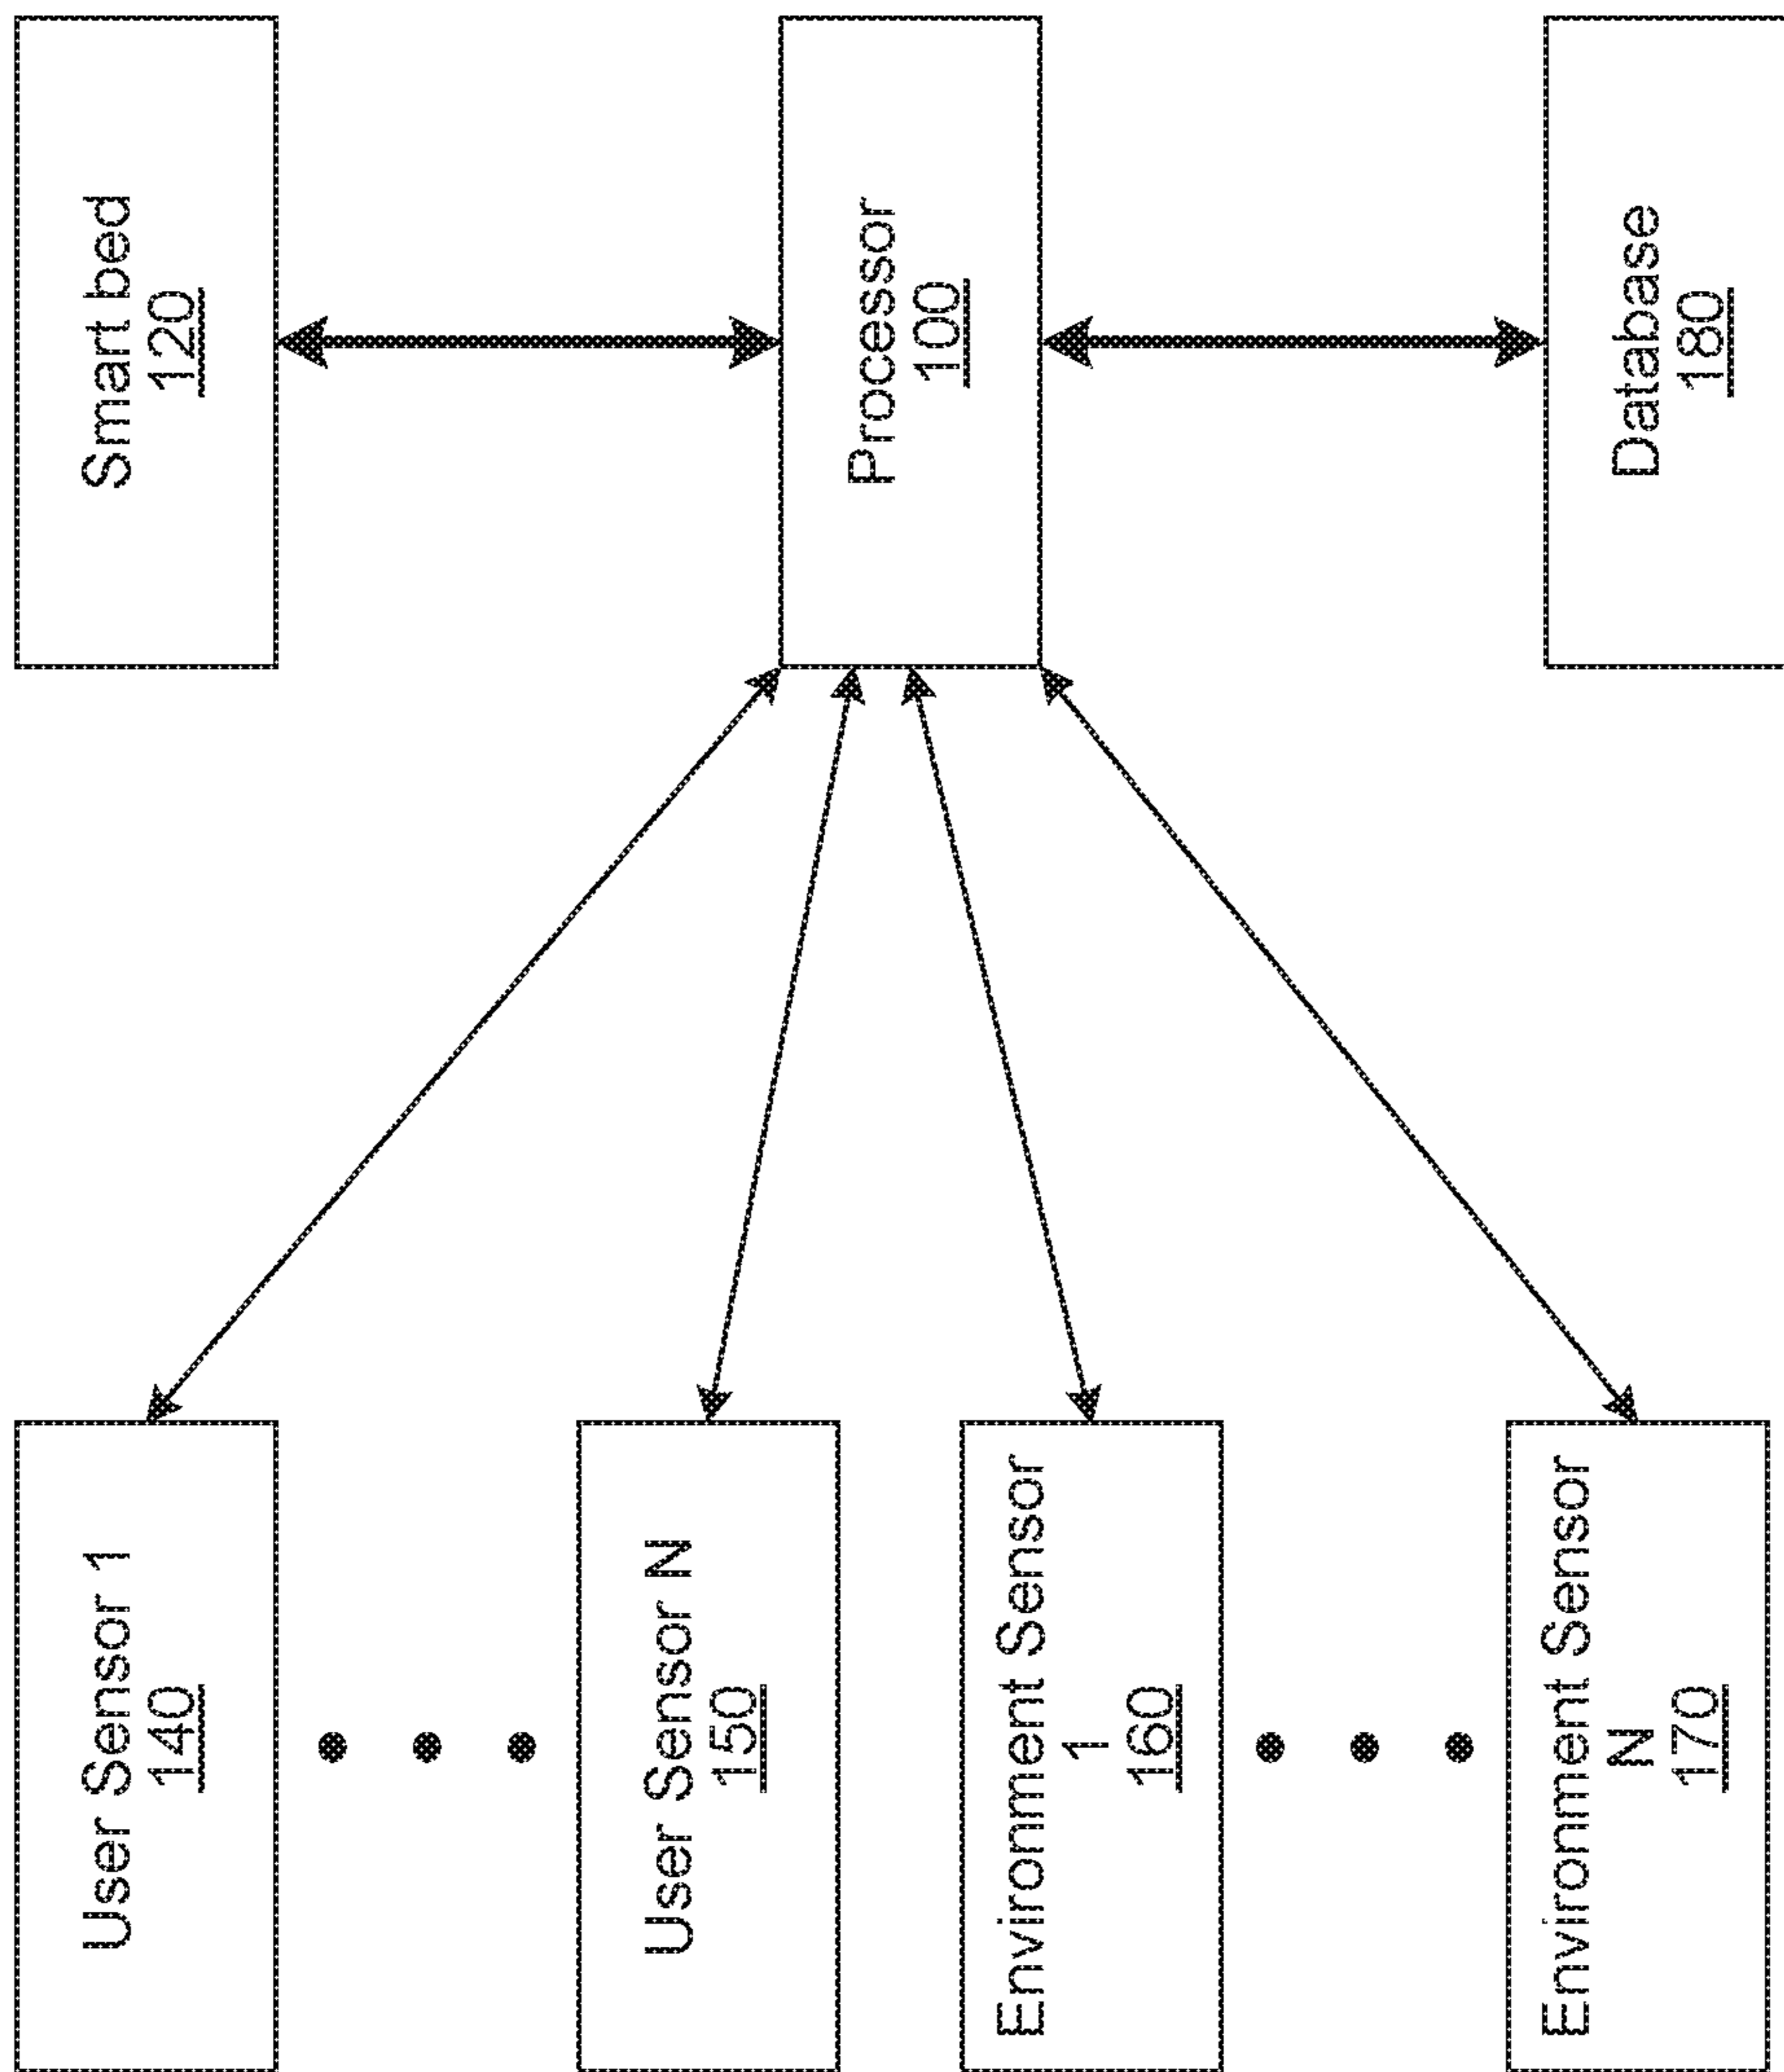 User Sensor 1
140
User Sensor N
150
Environment Sensor
1
160
Environment Sensor
N
170
Smart bed
120
Processor
100
Database
180